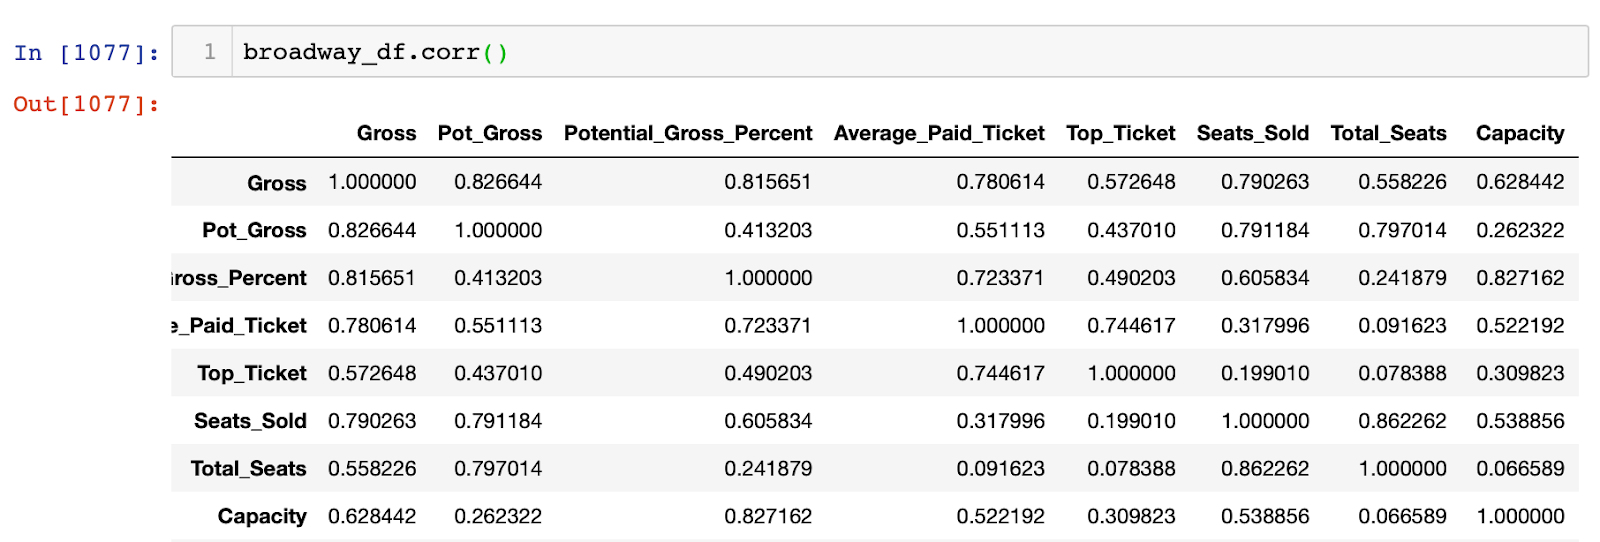 In [1077]: 1 broadway_df.corr()
Out[1077]:
Gross Pot_Gross Potential_Gross_Percent Average_Paid_Ticket Top_Ticket Seats_Sold Total_Seats Capacity
Gross 1.000000 0.826644 0.815651 0.780614 0.572648 0.790263 0.558226 0.628442
Pot_Gross 0.826644 1.000000 0.413203 0.551113 0.437010 0.791184 0.797014 0.262322
Gross_Percent 0.815651 0.413203 1.000000 0.723371 0.490203 0.605834 0.241879 0.827162
e_Paid_Ticket 0.780614 0.551113 0.723371 1.000000 0.744617 0.317996 0.091623 0.522192
Top_Ticket 0.572648 0.437010 0.490203 0.744617 1.000000 0.199010 0.078388 0.309823
Seats_Sold 0.790263 0.791184 0.605834 0.317996 0.199010 1.000000 0.862262 0.538856
Total_Seats 0.558226 0.797014 0.241879 0.091623 0.078388 0.862262 1.000000 0.066589
Capacity 0.628442 0.262322 0.827162 0.522192 0.309823 0.538856 0.066589 1.000000